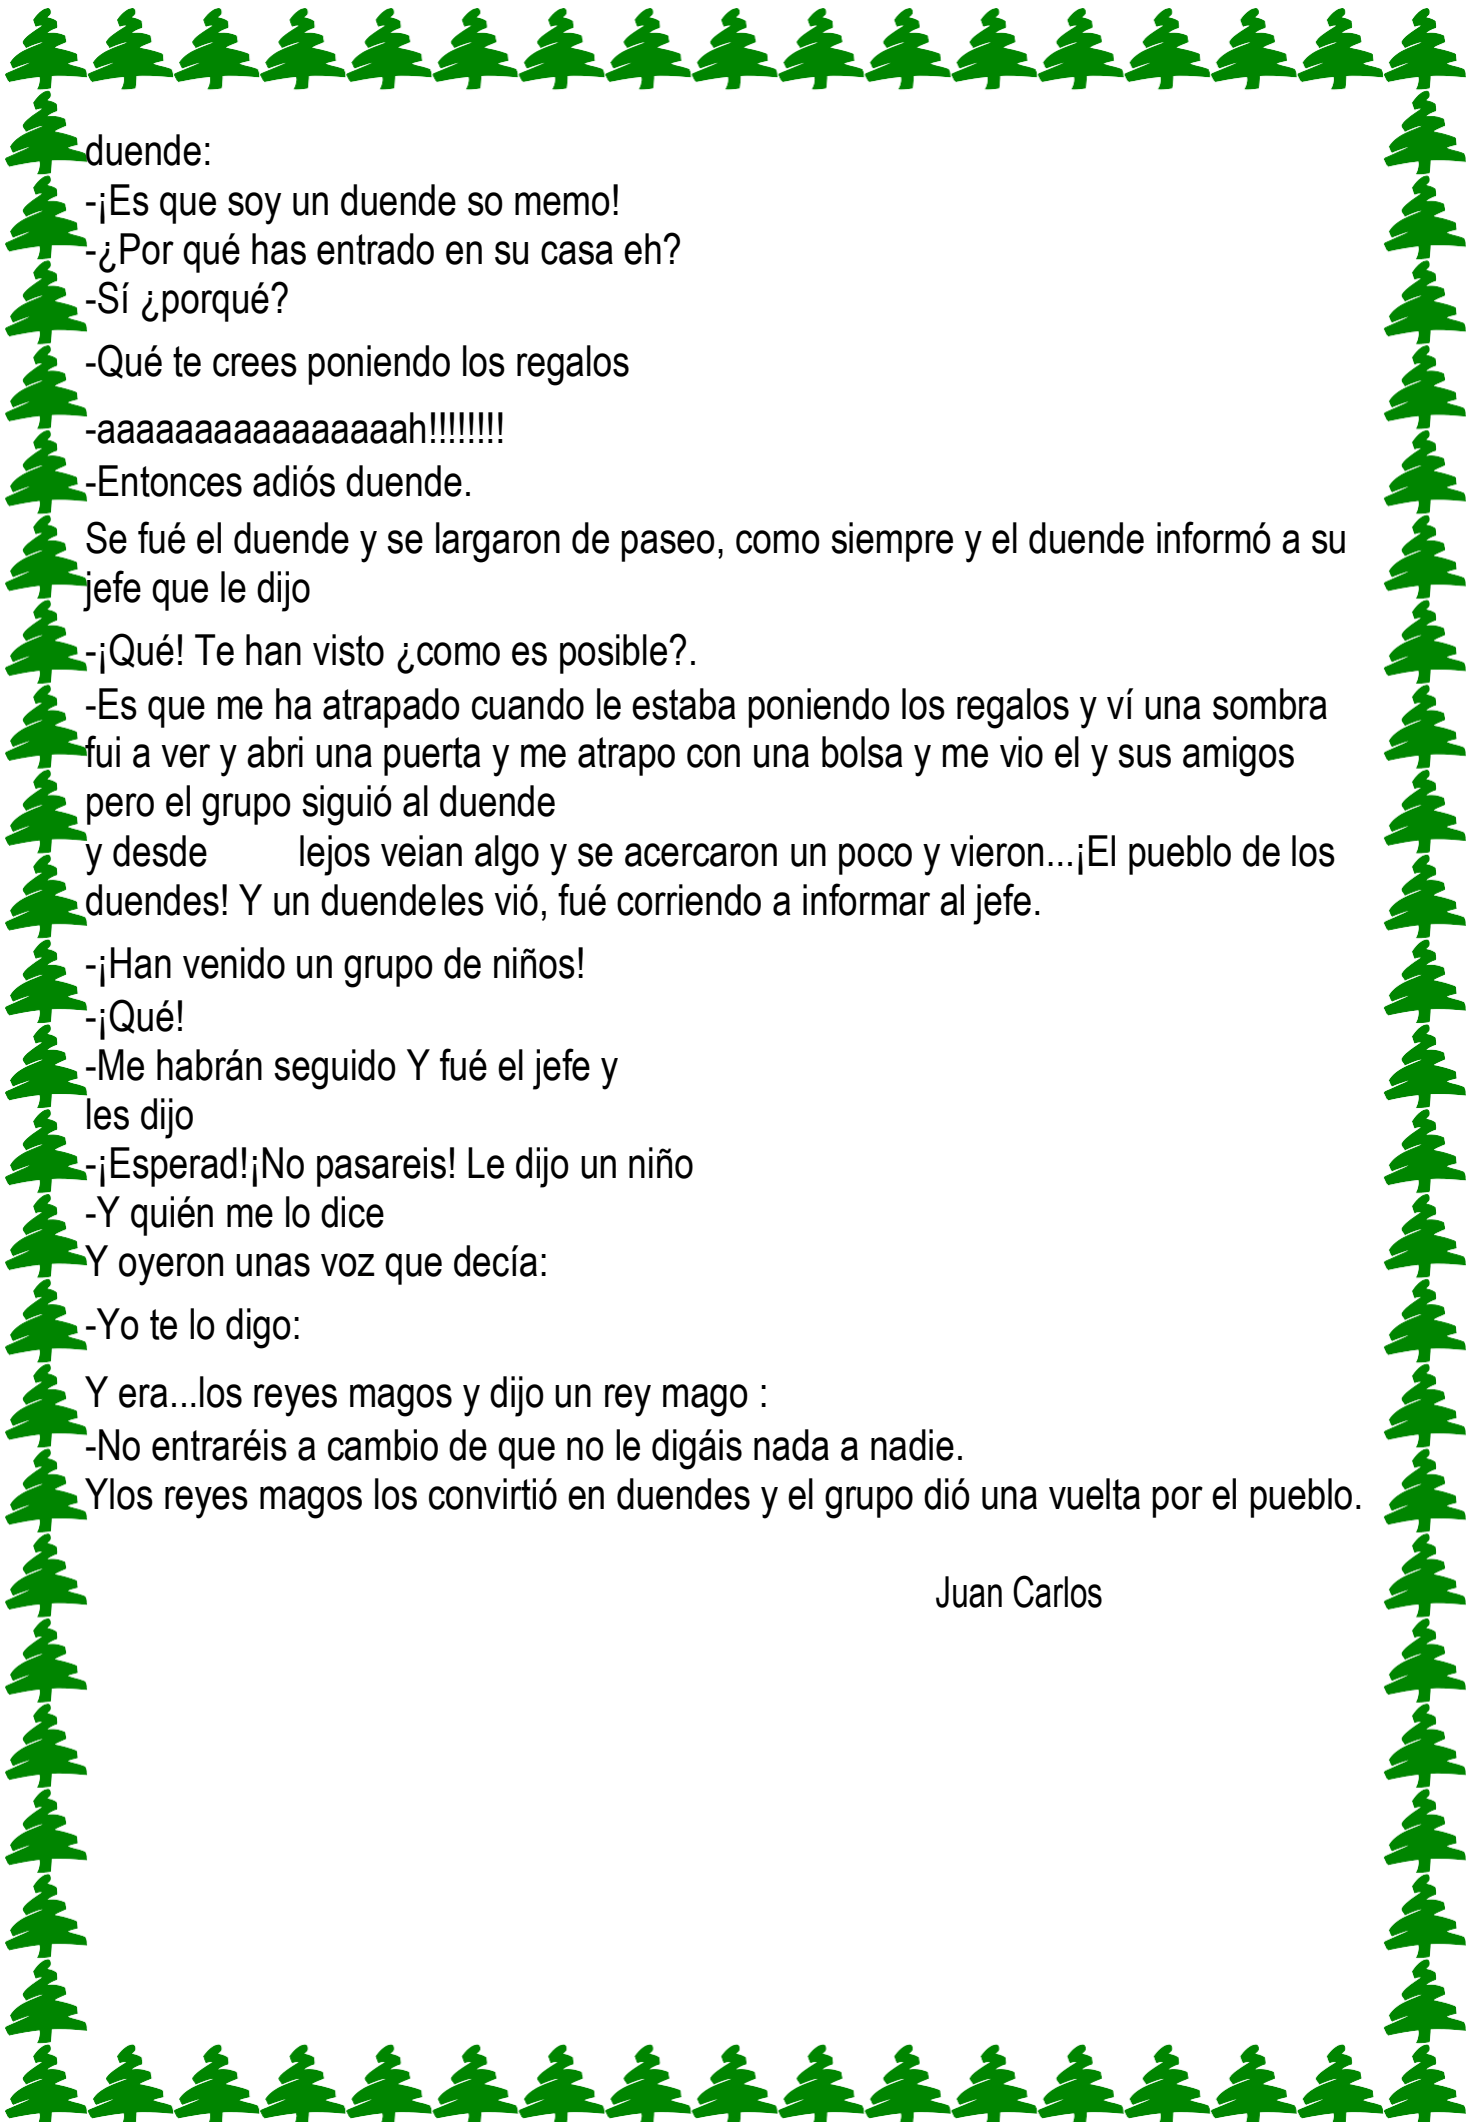 duende:
-¡Es que soy un duende so memo!
-¿Por qué has entrado en su casa eh?
-Sí ¿porqué?
-Qué te crees poniendo los regalos
-aaaaaaaaaaaaaaaah!!!!!!!!
-Entonces adiós duende.
Se fué el duende y se largaron de paseo, como siempre y el duende informó a su
jefe que le dijo
-¡Qué! Te han visto ¿como es posible?.
-Es que me ha atrapado cuando le estaba poniendo los regalos y ví una sombra
fui a ver y abri una puerta y me atrapo con una bolsa y me vio el y sus amigos
pero el grupo siguió al duende
y desde lejos veian algo y se acercaron un poco y vieron...¡El pueblo de los
duendes! Y un duendeles vió, fué corriendo a informar al jefe.
-¡Han venido un grupo de niños!
-¡Qué!
-Me habrán seguido Y fué el jefe y
les dijo
-¡Esperad!¡No pasareis! Le dijo un niño
-Y quién me lo dice
Y oyeron unas voz que decía:
-Yo te lo digo:
Y era...los reyes magos y dijo un rey mago :
-No entraréis a cambio de que no le digáis nada a nadie.
Ylos reyes magos los convirtió en duendes y el grupo dió una vuelta por el pueblo.
Juan Carlos